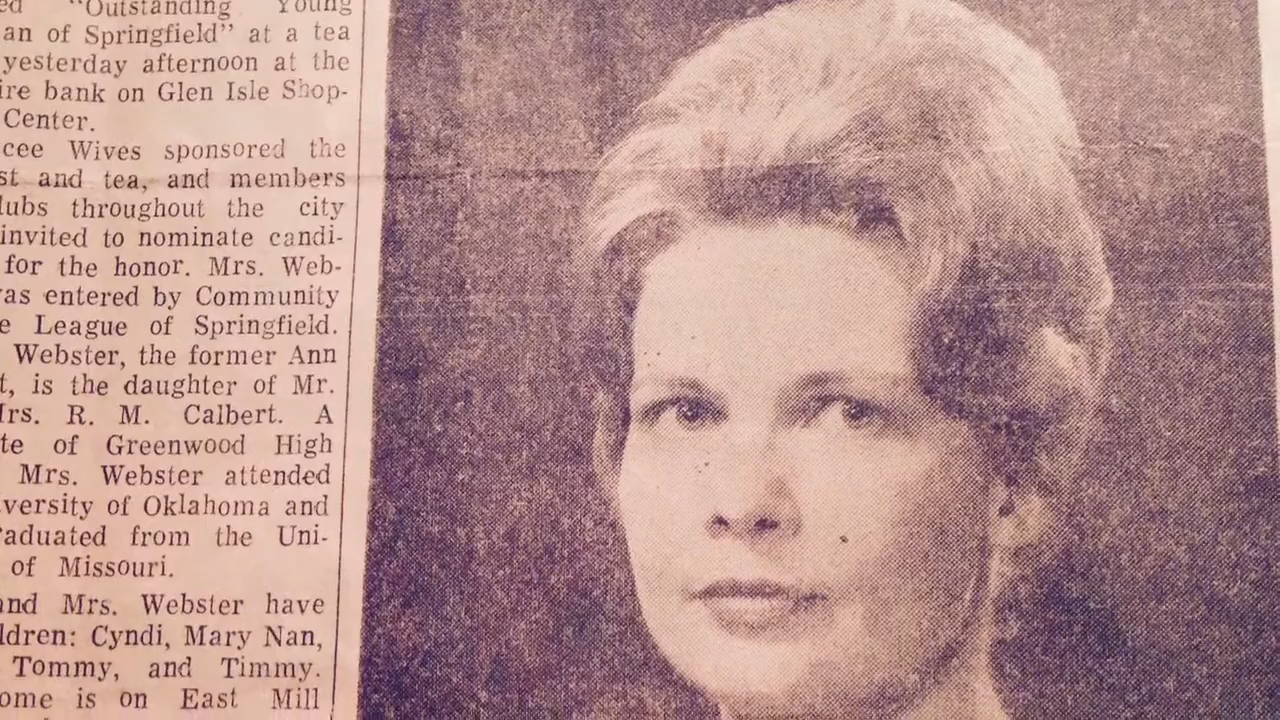 ed "Outstanding Young
an of Springfield" at a tea
yesterday afternoon at the
ire bank on Glen Isle Shop-
Center.
cee Wives sponsored the
st and tea, and members
lubs throughout the city
invited to nominate candi-
for the honor. Mrs. Web-
as entered by Community
e League of Springfield.
Webster, the former Ann
t, is the daughter of Mr.
Mrs. R. M. Calbert. A
te of Greenwood High
Mrs. Webster attended
versity of Oklahoma and
raduated from the Uni-
of Missouri.
and Mrs. Webster have
ldren: Cyndi, Mary Nan,
Tommy, and Timmy.
ome is on East Mill